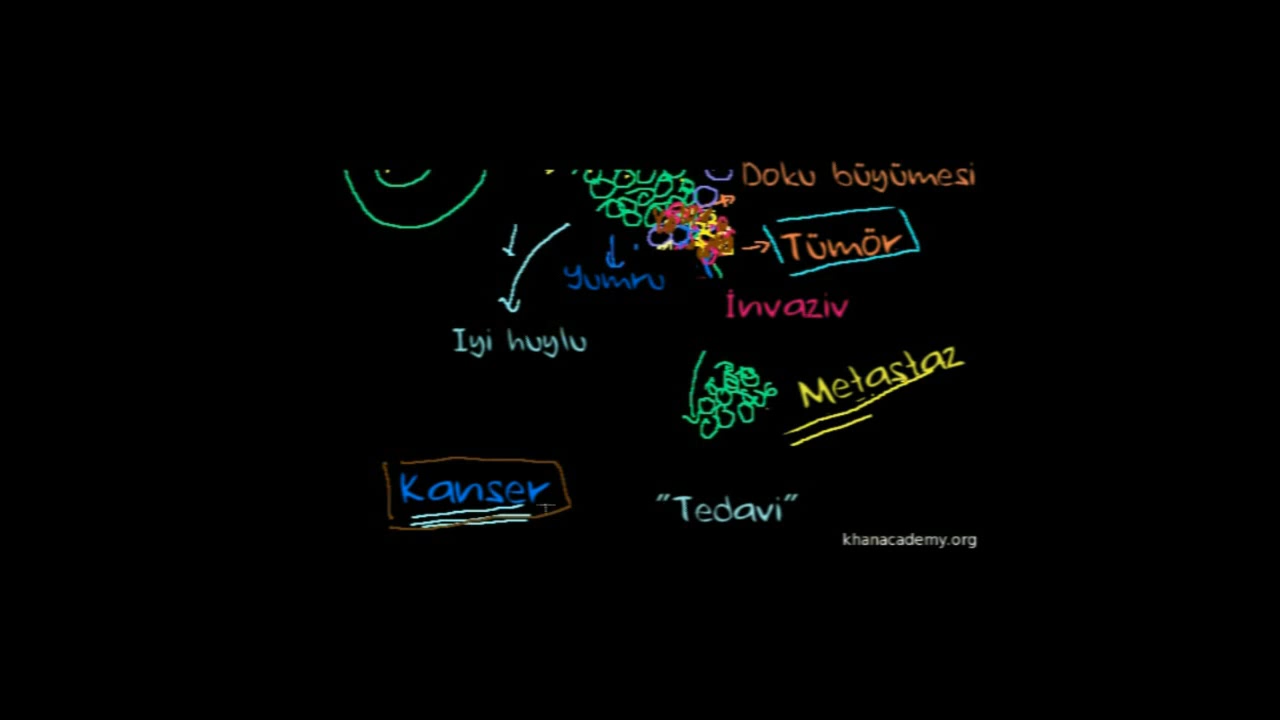 Doku büyümesi
Tümör
Yumru
İnvaziv
Iyi huylu
Metastaz
Kanser
"Tedavi"
khanacademy.org